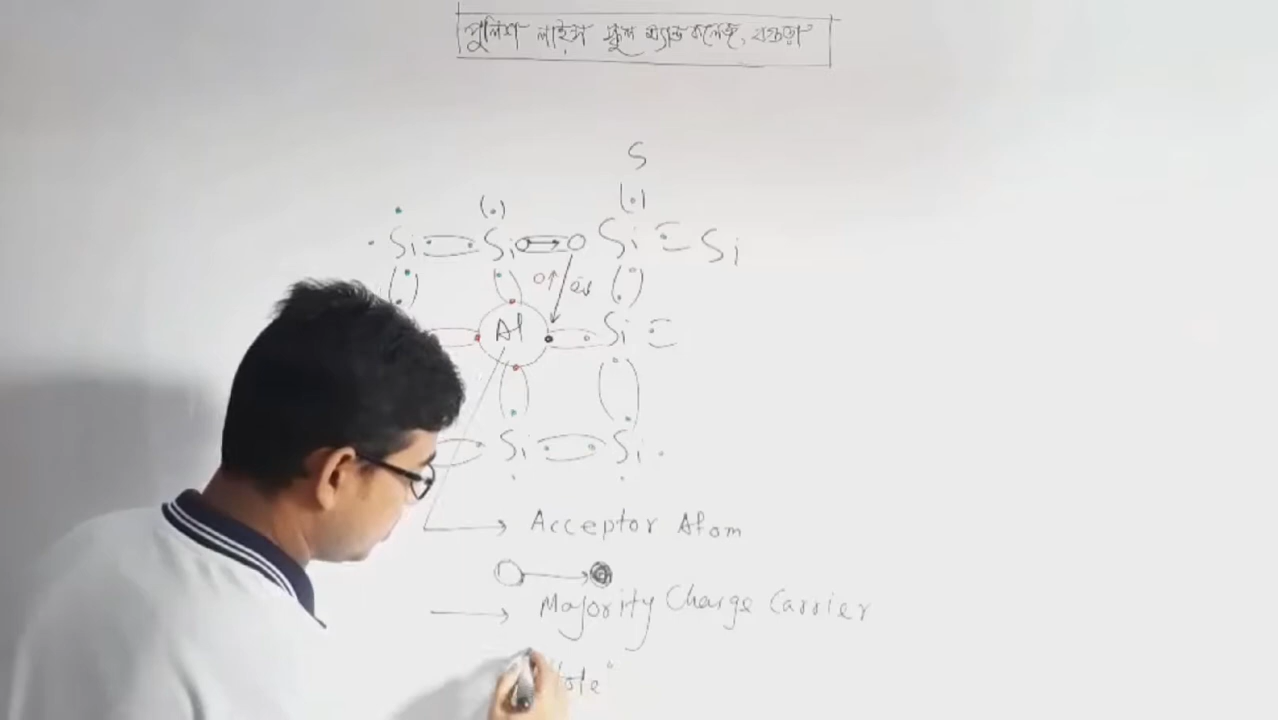 পুলিশ লাইন্স স্কুল অ্যান্ড কলেজ, বগুড়া
S
Si Si Si Si
Al Si
Si Si
Acceptor Atom
Majority Charge Carrier